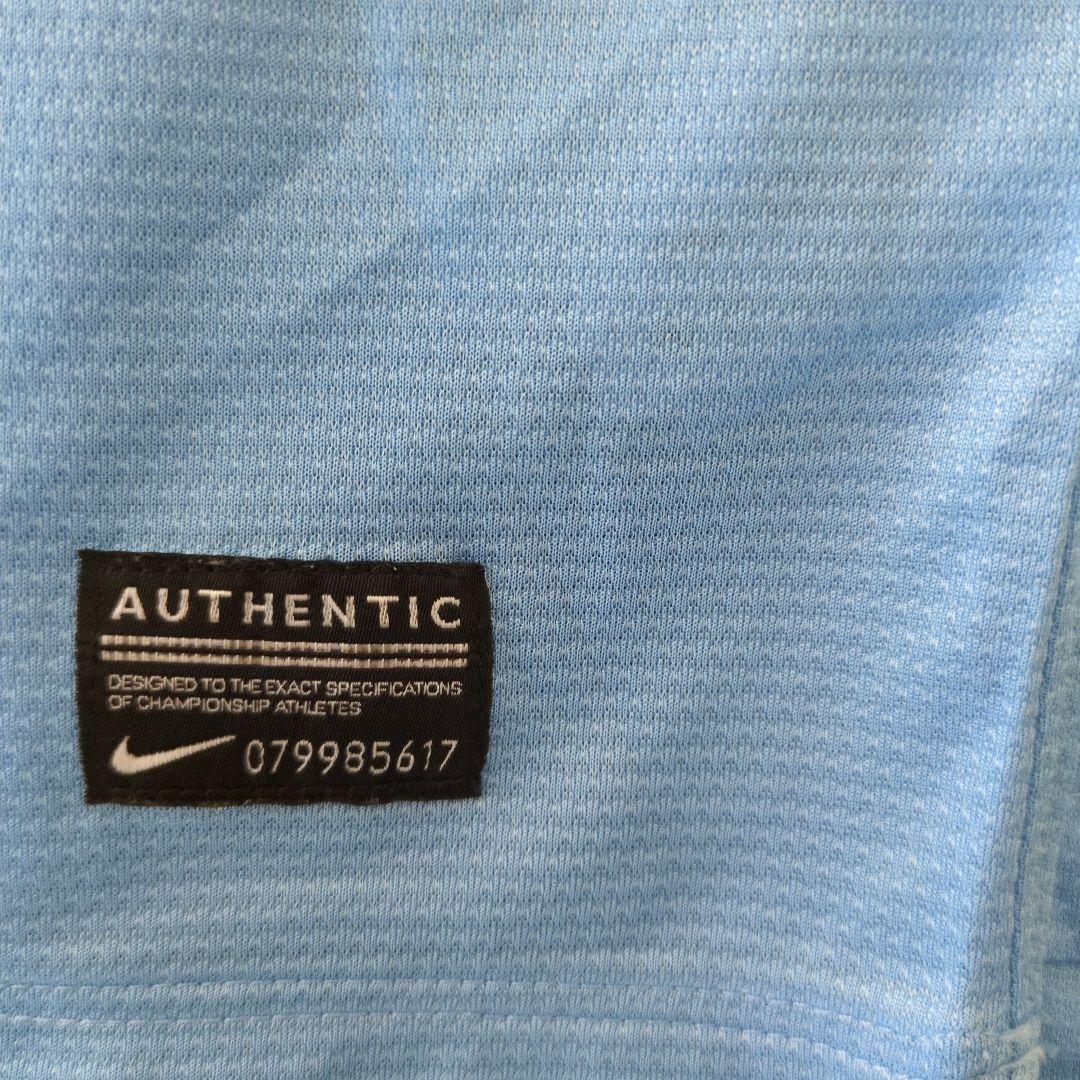 AUTHENTIC
DESIGNED TO THE EXACT SPECIFICATIONS
OF CHAMPIONSHIP ATHLETES
079985617